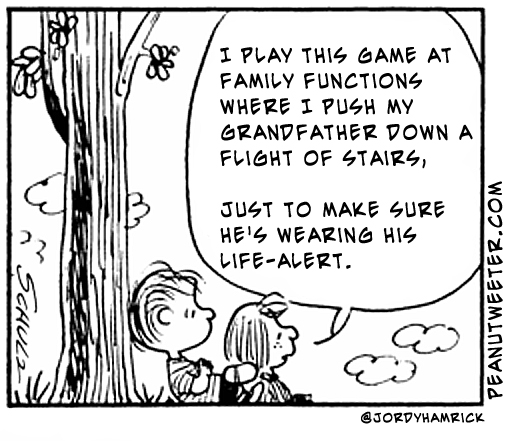 I PLAY THIS GAME AT
FAMILY FUNCTIONS
WHERE I PUSH MY
GRANDFATHER DOWN A
FLIGHT OF STAIRS,
JUST TO MAKE SURE
HE'S WEARING HIS
LIFE-ALERT.
SCHULZ
PEANUTWEETER.COM
@JORDYHAMRICK